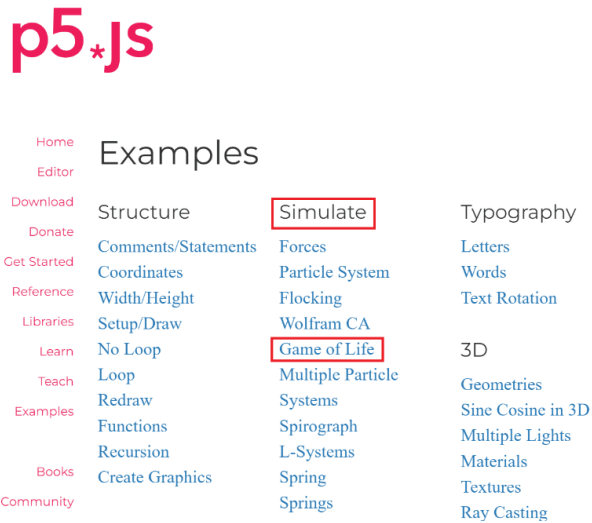 p5.Js
Home
Editor
Download
Donate
Get Started
Reference
Libraries
Learn
Teach
Examples
Books
Community
Examples
Structure
Comments/Statements
Coordinates
Width/Height
Setup/Draw
No Loop
Loop
Redraw
Functions
Recursion
Create Graphics
Simulate
Forces
Particle System
Flocking
Wolfram CA
Game of Life
Multiple Particle
Systems
Spirograph
L-Systems
Spring
Springs
Typography
Letters
Words
Text Rotation
3D
Geometries
Sine Cosine in 3D
Multiple Lights
Materials
Textures
Ray Casting